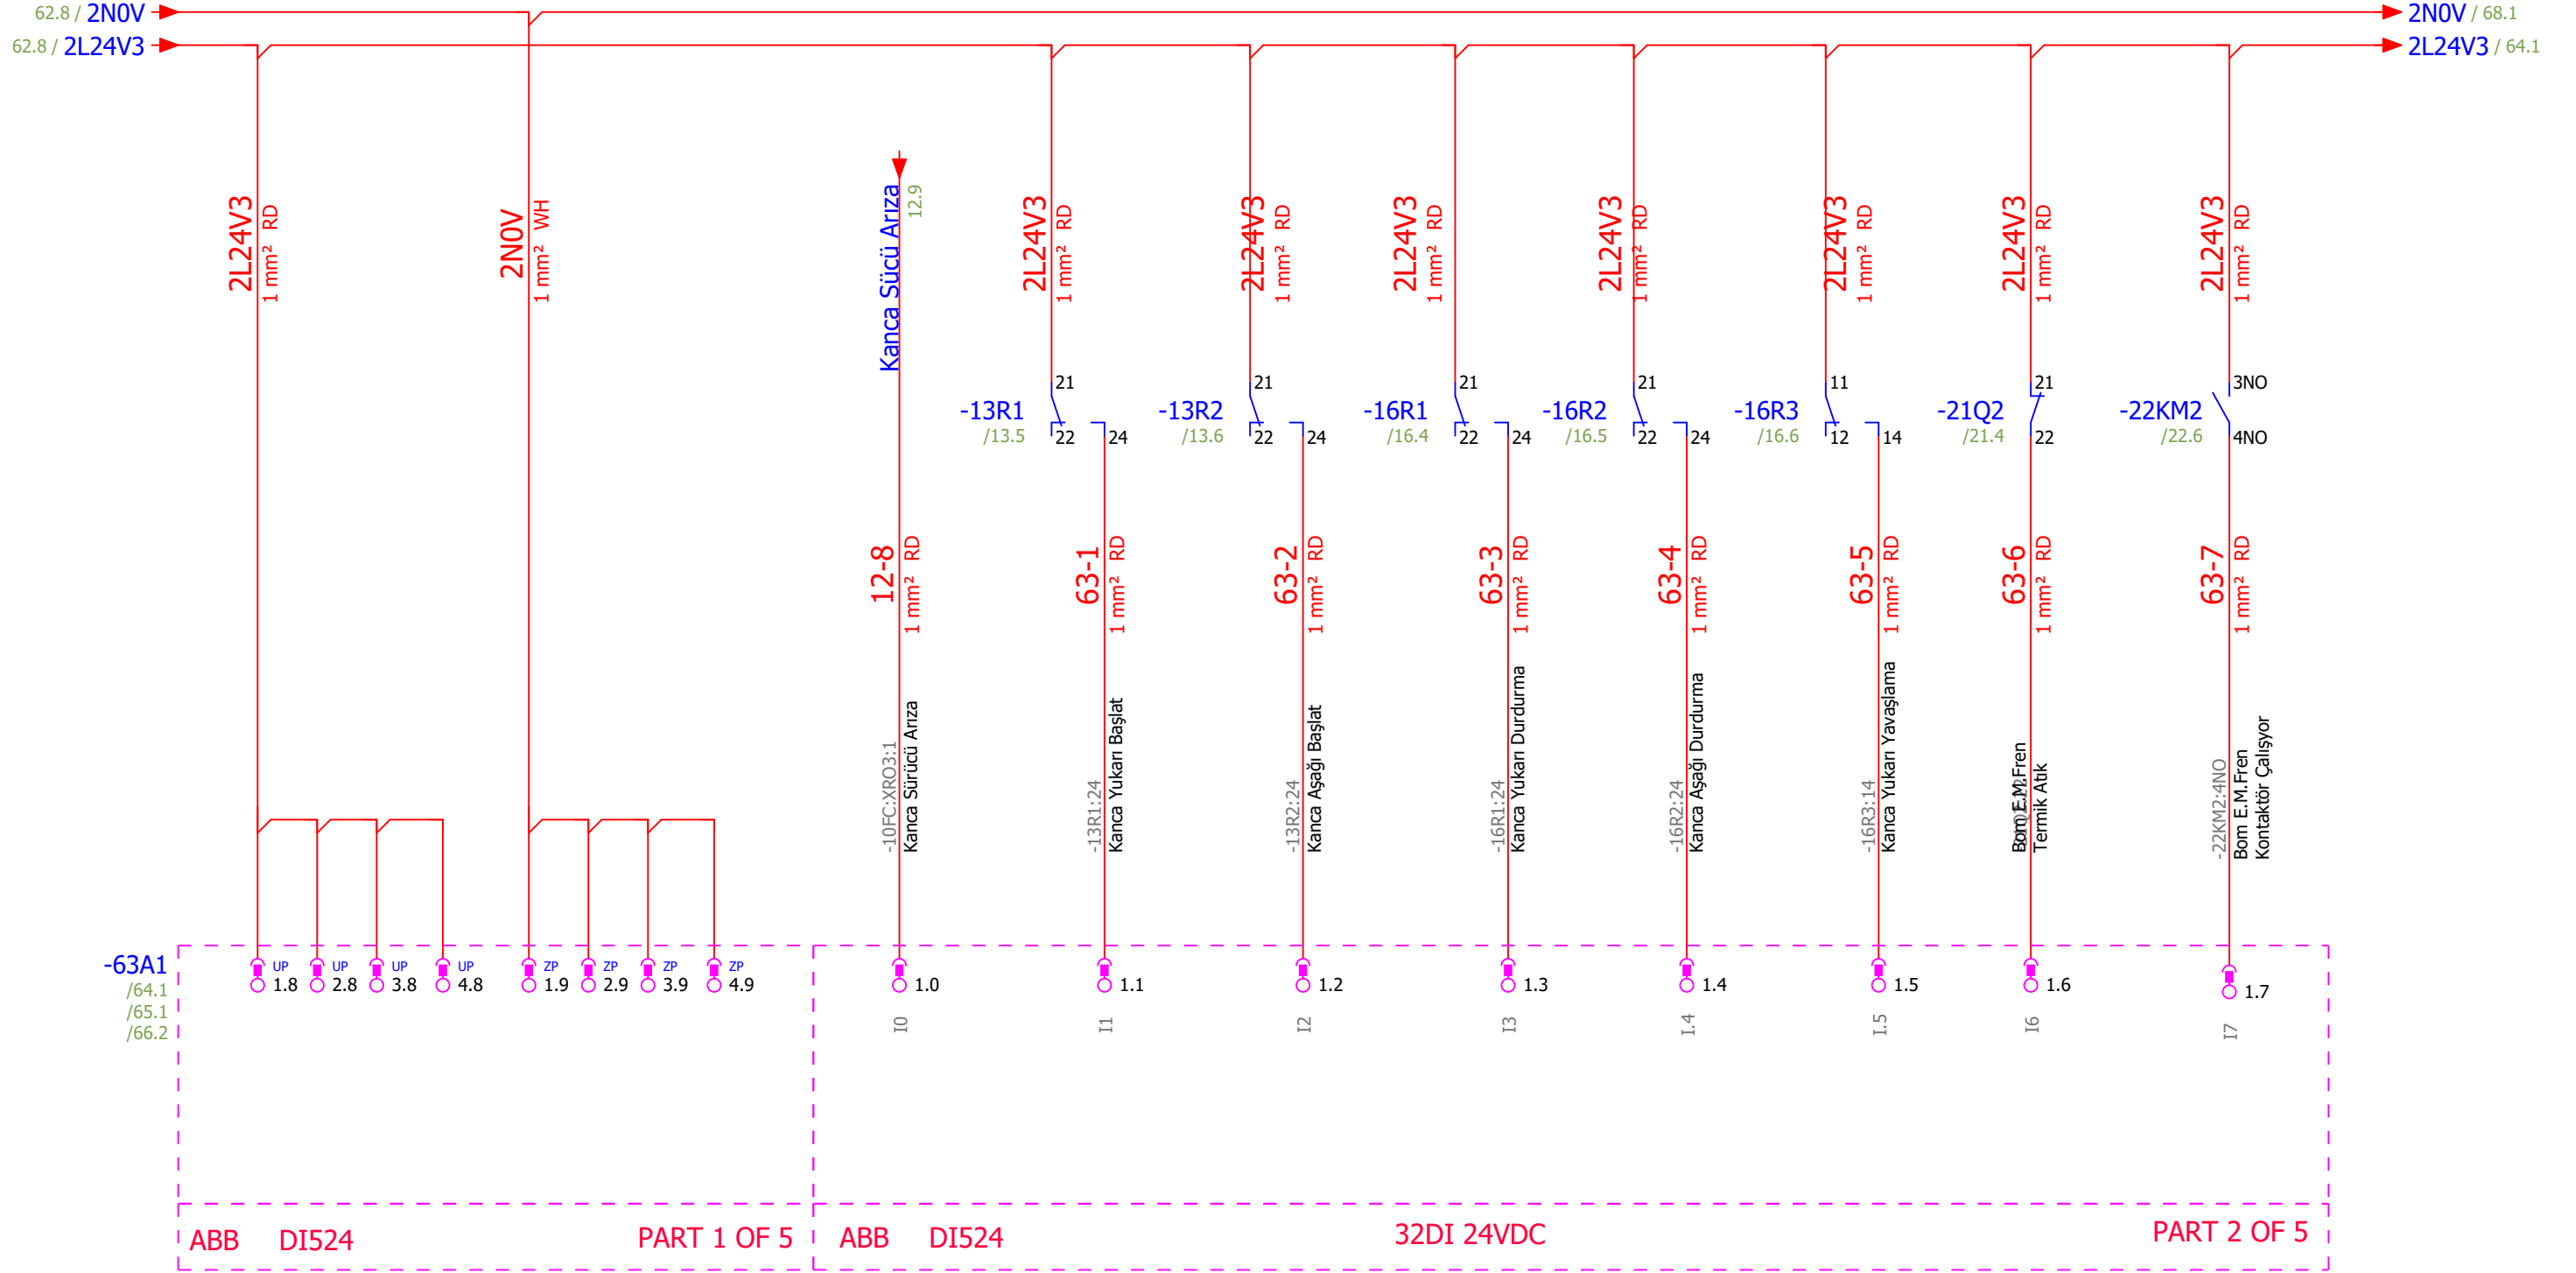 62.8 / 2N0V
2N0V / 68.1
62.8 / 2L24V3
2L24V3 / 64.1
2L24V3
1 mm² RD
2N0V
1 mm² WH
Kanca Sücü Arıza
12.9
2L24V3
1 mm² RD
2L24V3
1 mm² RD
2L24V3
1 mm² RD
2L24V3
1 mm² RD
2L24V3
1 mm² RD
2L24V3
1 mm² RD
2L24V3
1 mm² RD
-13R1
/13.5
21
22
24
-13R2
/13.6
21
22
24
-16R1
/16.4
21
22
24
-16R2
/16.5
21
22
24
-16R3
/16.6
11
12
14
-21Q2
/21.4
21
22
-22KM2
/22.6
3NO
4NO
12-8
1 mm² RD
63-1
1 mm² RD
63-2
1 mm² RD
63-3
1 mm² RD
63-4
1 mm² RD
63-5
1 mm² RD
63-6
1 mm² RD
63-7
1 mm² RD
-10FC:XRO3:1
Kanca Sürücü Arıza
-13R1:24
Kanca Yukarı Başlat
-13R2:24
Kanca Aşağı Başlat
-16R1:24
Kanca Yukarı Durdurma
-16R2:24
Kanca Aşağı Durdurma
-16R3:14
Kanca Yukarı Yavaşlama
Bom E.M.Fren
Termik Atık
-22KM2:4NO
Bom E.M.Fren
Kontaktör Çalışyor
-63A1
/64.1
/65.1
/66.2
UP
1.8
UP
2.8
UP
3.8
UP
4.8
ZP
1.9
ZP
2.9
ZP
3.9
ZP
4.9
1.0
1.1
1.2
1.3
1.4
1.5
1.6
1.7
I0
I1
I2
I3
I.4
I.5
I6
I7
ABB DI524 PART 1 OF 5
ABB DI524 32DI 24VDC PART 2 OF 5